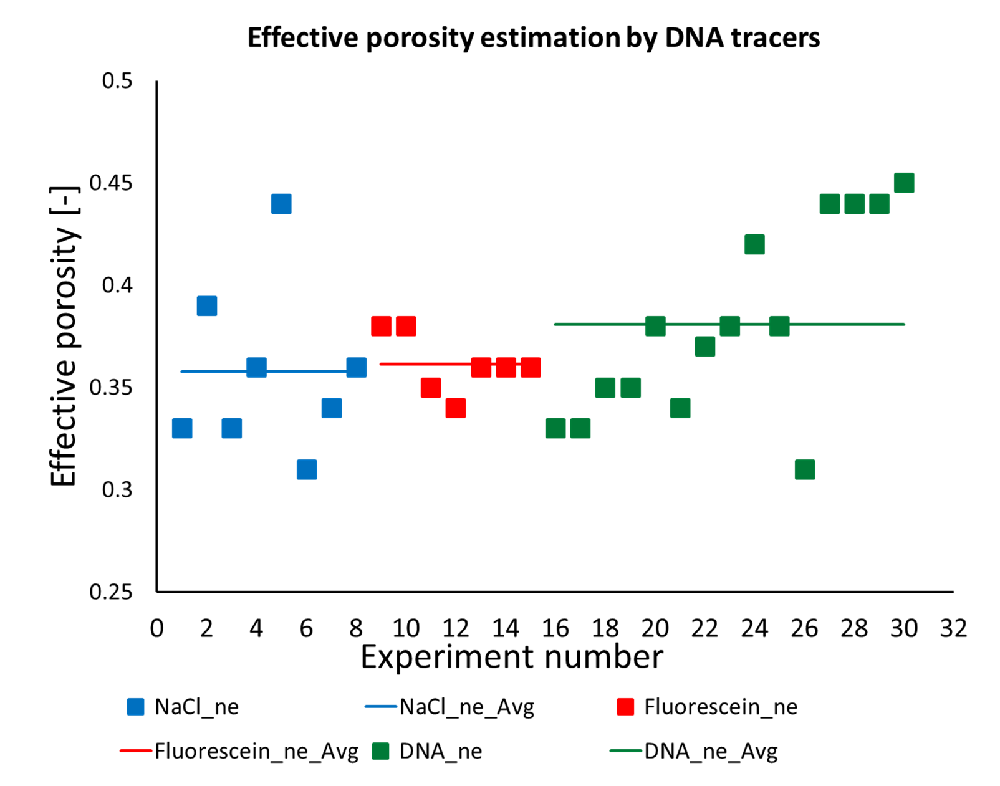 Effective porosity estimation by DNA tracers
0.5
0.45
0.4
0.35
0.3
0.25
Effective porosity [-]
0 2 4 6 8 10 12 14 16 18 20 22 24 26 28 30 32
Experiment number
NaCl_ne NaCl_ne_Avg Fluorescein_ne
Fluorescein_ne_Avg DNA_ne DNA_ne_Avg